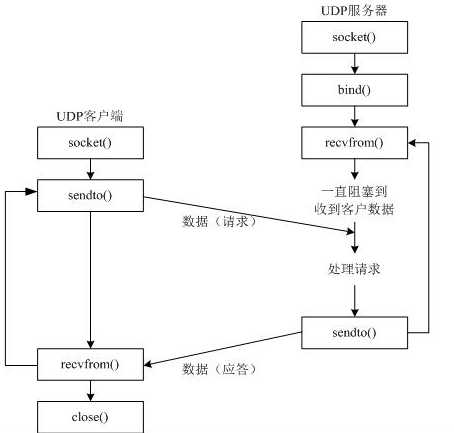 UDP服务器
socket()
bind()
UDP客户端
socket()
recvfrom()
sendto()
一直阻塞到
收到客户数据
数据（请求）
处理请求
sendto()
recvfrom()
数据（应答）
close()